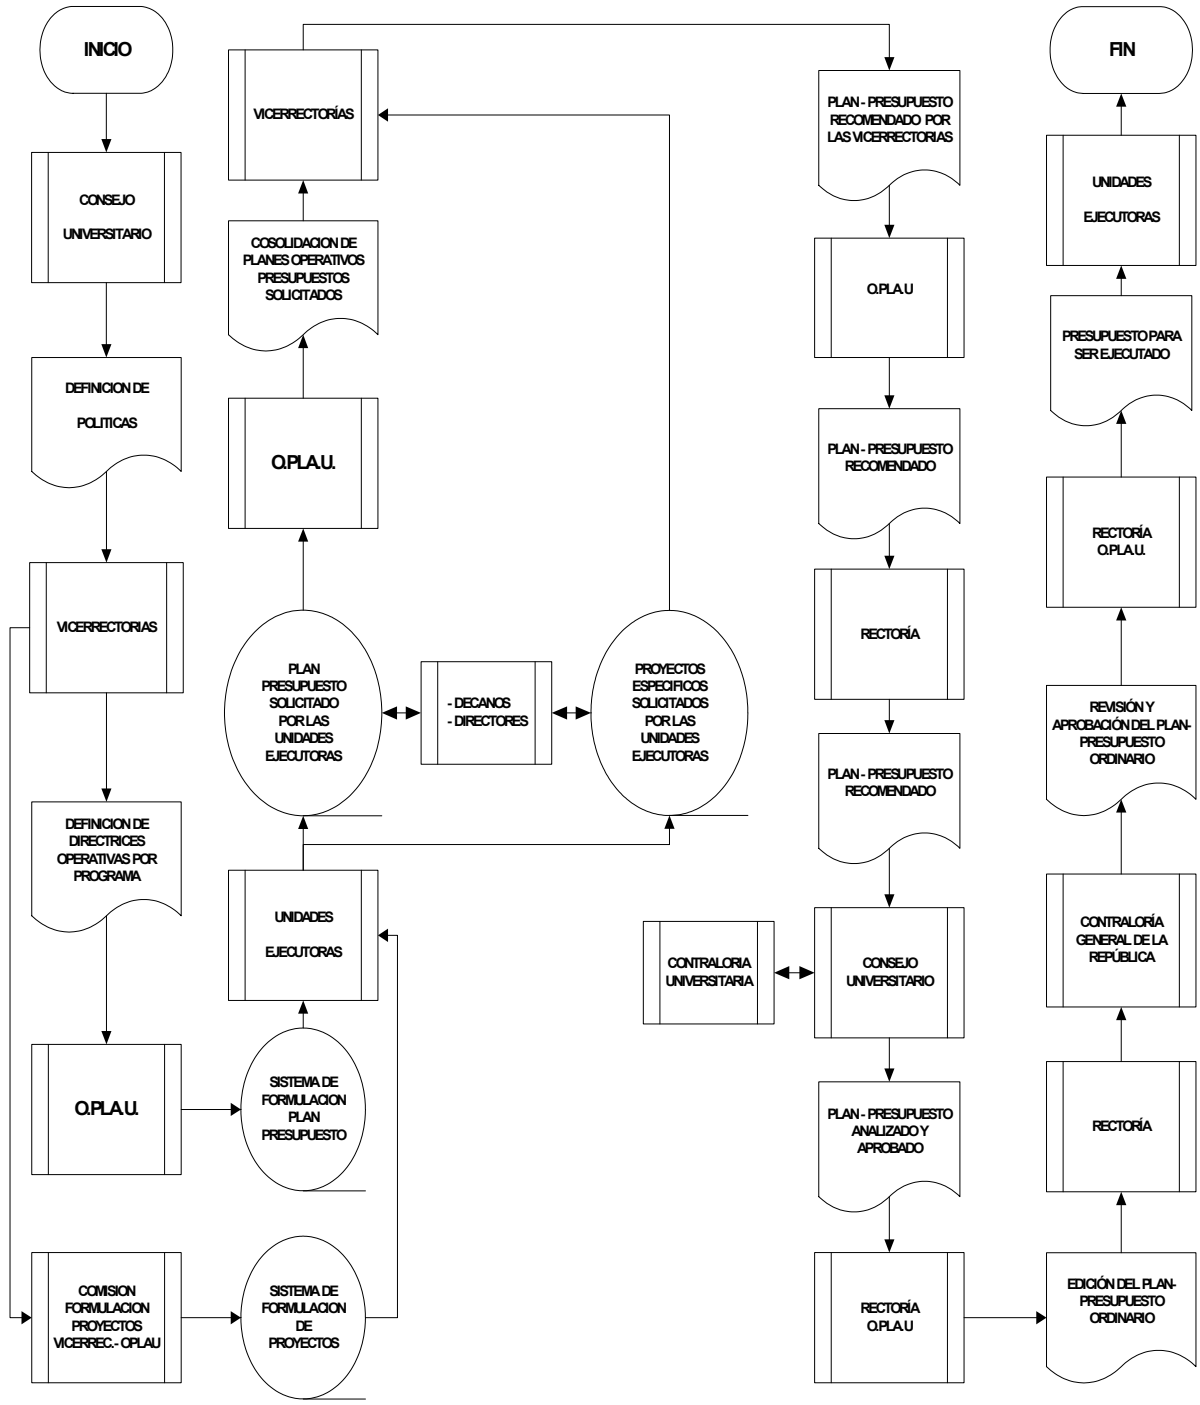 INICIO
CONSEJO
UNIVERSITARIO
DEFINICION DE
POLITICAS
VICERRECTORIAS
DEFINICION DE
DIRECTRICES
OPERATIVAS POR
PROGRAMA
O.PLA.U.
COMISION
FORMULACION
PROYECTOS
VICERREC.- OPLAU
VICERRECTORÍAS
COSOLIDACION DE
PLANES OPERATIVOS
PRESUPUESTOS
SOLICITADOS
O.PLA.U.
PLAN
PRESUPUESTO
SOLICITADO
POR LAS
UNIDADES
EJECUTORAS
- DECANOS
- DIRECTORES
PROYECTOS
ESPECIFICOS
SOLICITADOS
POR LAS
UNIDADES
EJECUTORAS
UNIDADES
EJECUTORAS
SISTEMA DE
FORMULACION
PLAN
PRESUPUESTO
SISTEMA DE
FORMULACION
DE
PROYECTOS
PLAN - PRESUPUESTO
RECOMENDADO POR
LAS VICERRECTORIAS
O.PLA.U
PLAN - PRESUPUESTO
RECOMENDADO
RECTORÍA
PLAN - PRESUPUESTO
RECOMENDADO
CONTRALORIA
UNIVERSITARIA
CONSEJO
UNIVERSITARIO
PLAN - PRESUPUESTO
ANALIZADO Y
APROBADO
RECTORÍA
O.PLA.U
FIN
UNIDADES
EJECUTORAS
PRESUPUESTO PARA
SER EJECUTADO
RECTORÍA
O.PLA.U.
REVISIÓN Y
APROBACIÓN DEL PLAN-
PRESUPUESTO
ORDINARIO
CONTRALORÍA
GENERAL DE LA
REPÚBLICA
RECTORÍA
EDICIÓN DEL PLAN-
PRESUPUESTO
ORDINARIO